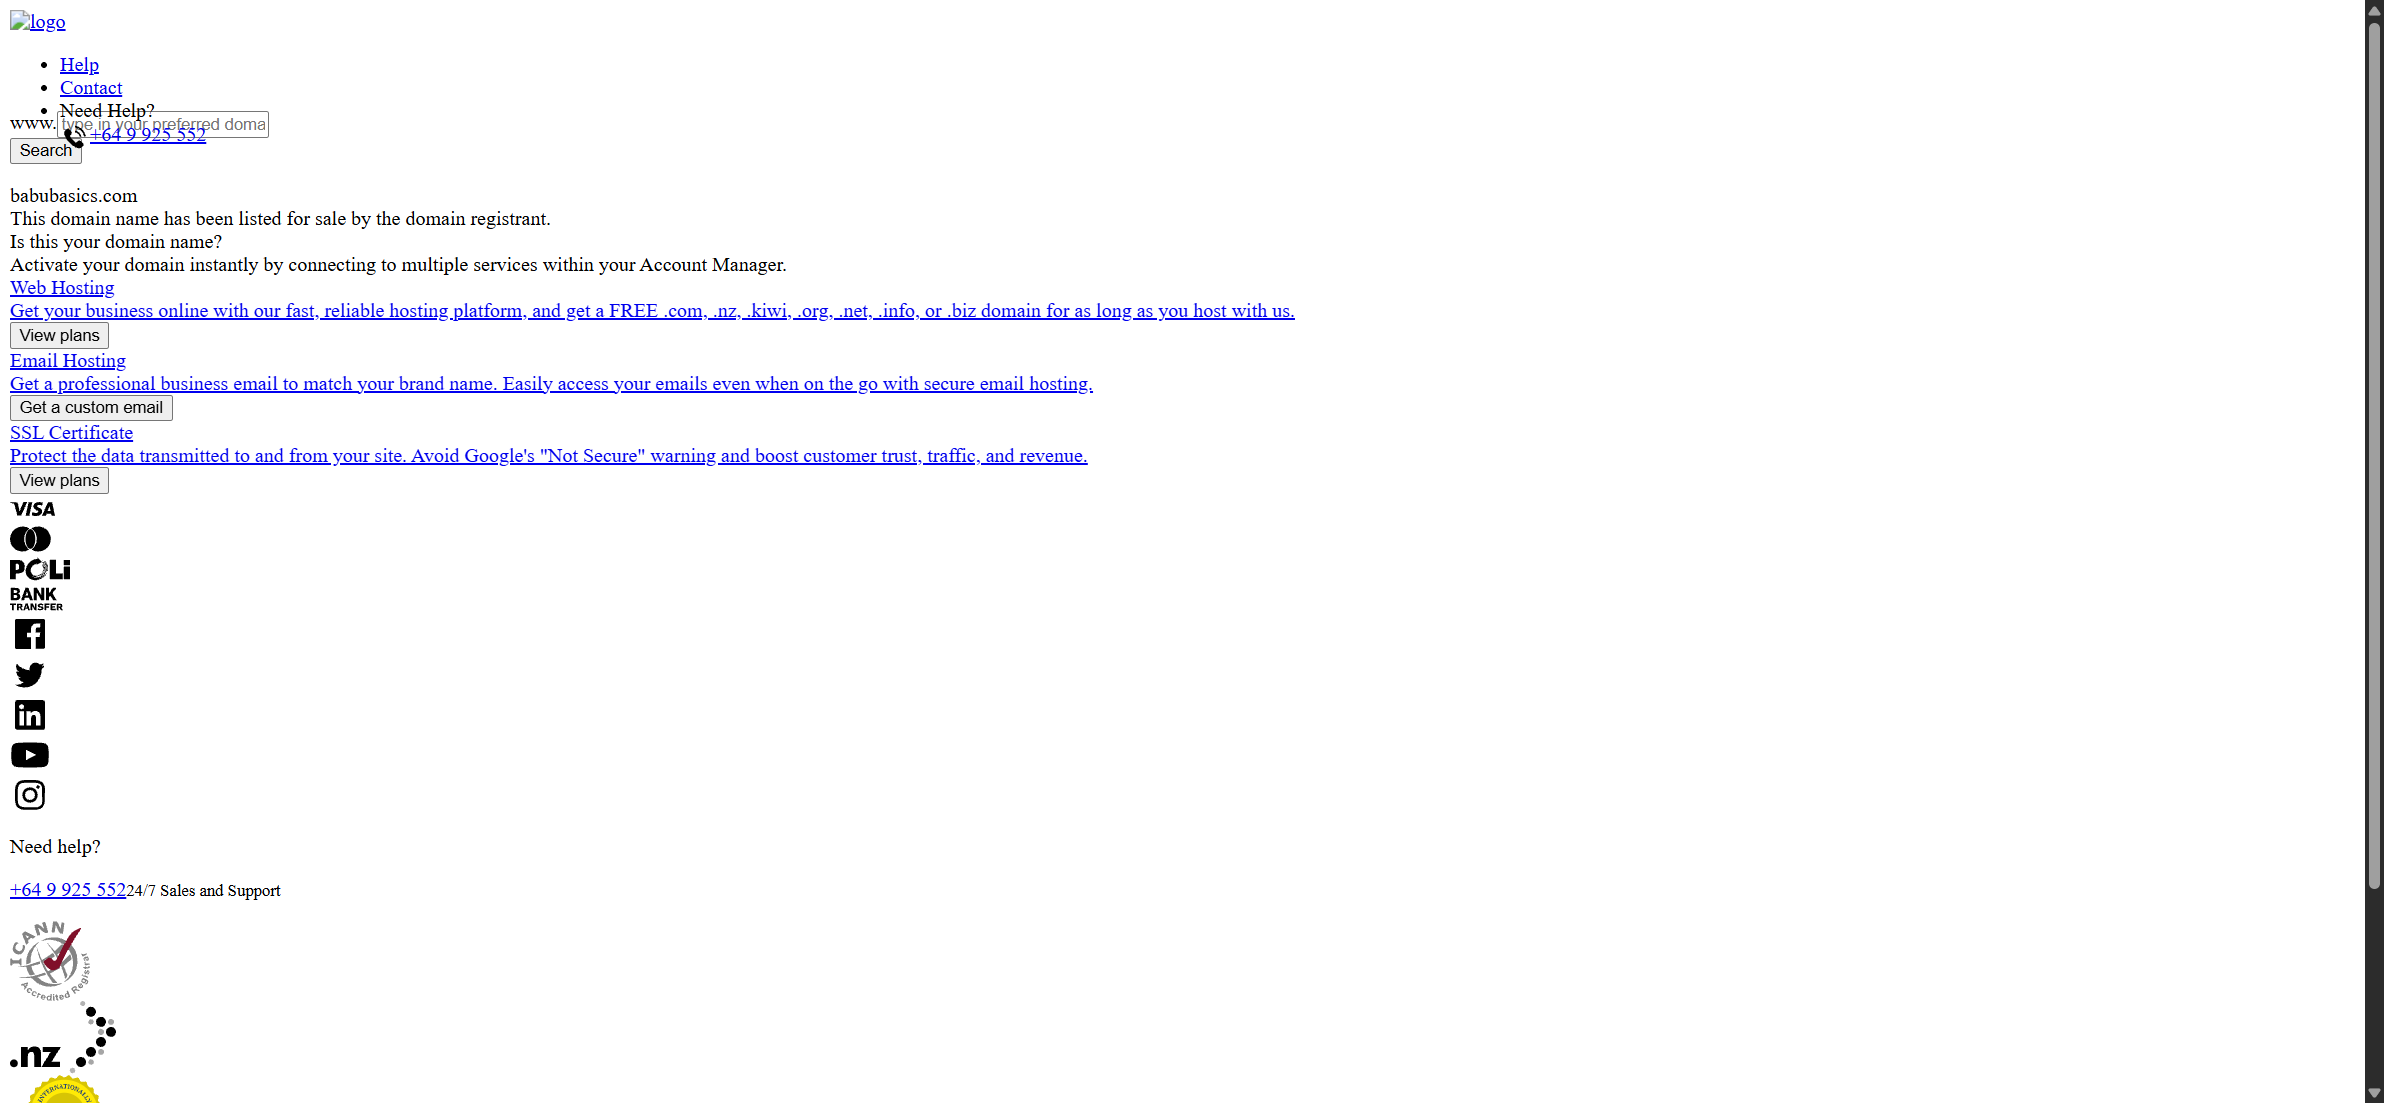 logo
Help
Contact
Need Help?
www. type in your preferred doma
+64 9 925 552
Search
babubasics.com
This domain name has been listed for sale by the domain registrant.
Is this your domain name?
Activate your domain instantly by connecting to multiple services within your Account Manager.
Web Hosting
Get your business online with our fast, reliable hosting platform, and get a FREE .com, .nz, .kiwi, .org, .net, .info, or .biz domain for as long as you host with us.
View plans
Email Hosting
Get a professional business email to match your brand name. Easily access your emails even when on the go with secure email hosting.
Get a custom email
SSL Certificate
Protect the data transmitted to and from your site. Avoid Google's "Not Secure" warning and boost customer trust, traffic, and revenue.
View plans
VISA
POLi
BANK
TRANSFER
in
Need help?
+64 9 925 55224/7 Sales and Support
ICANN
Accredited Registrar
.nz
INTERNATIONALLY